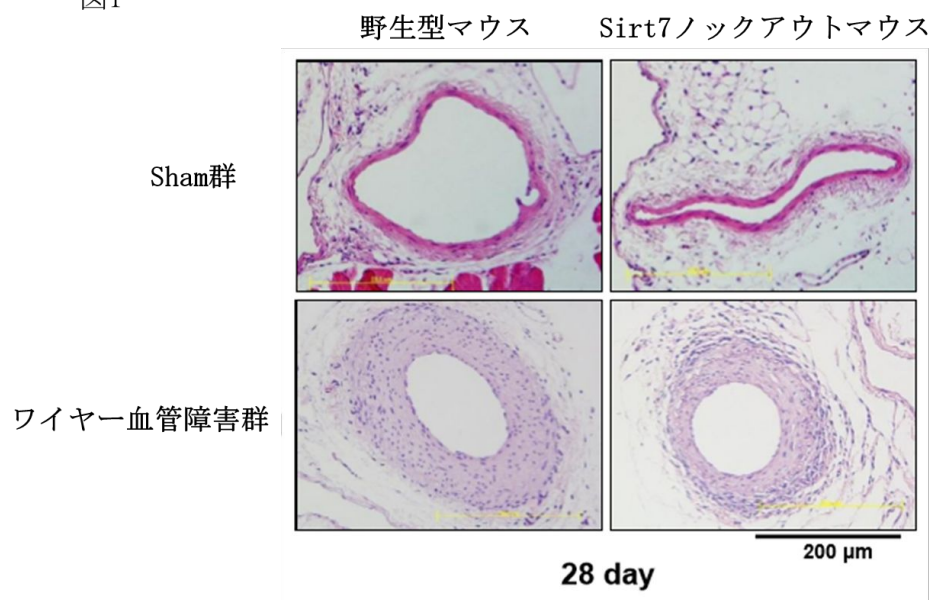 図1
野生型マウス
Sirt7ノックアウトマウス
Sham群
ワイヤー血管障害群
200 µm
28 day